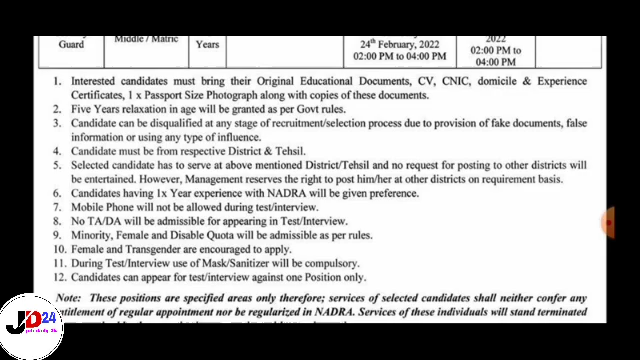 Guard
Middle / Matric
Years
24th February, 2022
02:00 PM to 04:00 PM
2022
02:00 PM to
04:00 PM
1. Interested candidates must bring their Original Educational Documents, CV, CNIC, domicile & Experience
Certificates, 1 x Passport Size Photograph along with copies of these documents.
2. Five Years relaxation in age will be granted as per Govt rules.
3. Candidate can be disqualified at any stage of recruitment/selection process due to provision of fake documents, false
information or using any type of influence.
4. Candidate must be from respective District & Tehsil.
5. Selected candidate has to serve at above mentioned District/Tehsil and no request for posting to other districts will
be entertained. However, Management reserves the right to post him/her at other districts on requirement basis.
6. Candidates having 1x Year experience with NADRA will be given preference.
7. Mobile Phone will not be allowed during test/interview.
8. No TA/DA will be admissible for appearing in Test/Interview.
9. Minority, Female and Disable Quota will be admissible as per rules.
10. Female and Transgender are encouraged to apply.
11. During Test/Interview use of Mask/Sanitizer will be compulsory.
12. Candidates can appear for test/interview against one Position only.
Note: These positions are specified areas only therefore; services of selected candidates shall neither confer any
entitlement of regular appointment nor be regularized in NADRA. Services of these individuals will stand terminated
JD24